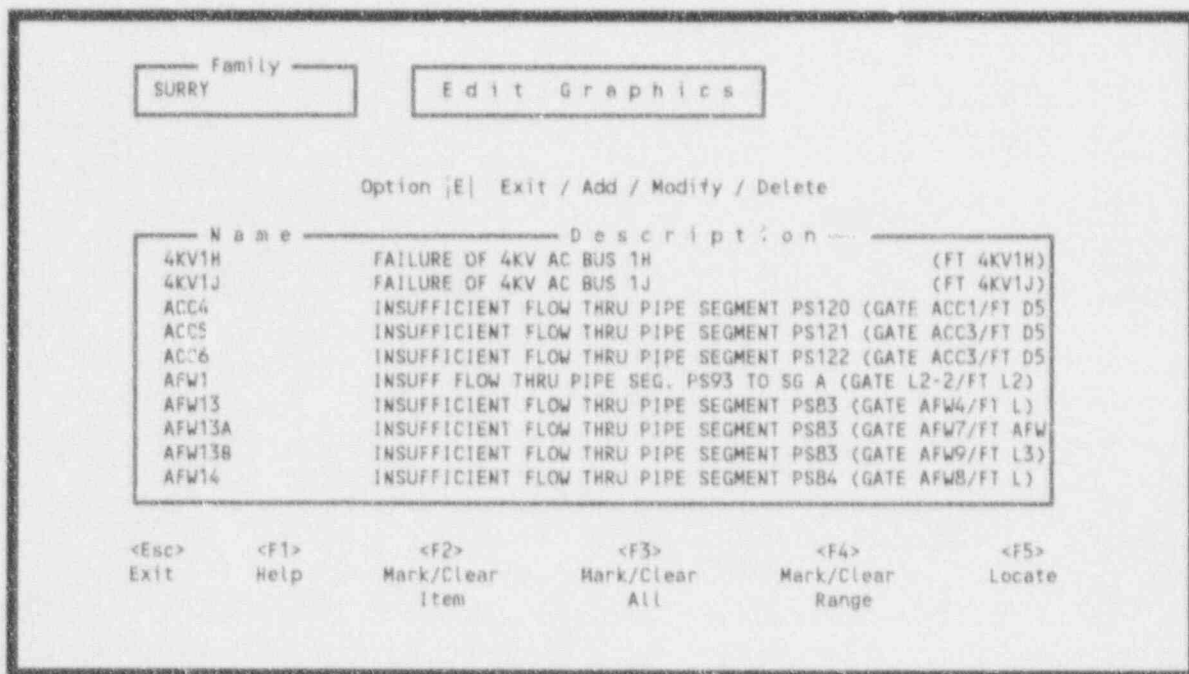 Family
SURRY
Edit Graphics
Option |E| Exit / Add / Modify / Delete
Name Description
4KV1H FAILURE OF 4KV AC BUS 1H (FT 4KV1H)
4KV1J FAILURE OF 4KV AC BUS 1J (FT 4KV1J)
ACC4 INSUFFICIENT FLOW THRU PIPE SEGMENT PS120 (GATE ACC1/FT D5
ACC5 INSUFFICIENT FLOW THRU PIPE SEGMENT PS121 (GATE ACC3/FT D5
ACC6 INSUFFICIENT FLOW THRU PIPE SEGMENT PS122 (GATE ACC3/FT D5
AFW1 INSUFF FLOW THRU PIPE SEG. PS93 TO SG A (GATE L2-2/FT L2)
AFW13 INSUFFICIENT FLOW THRU PIPE SEGMENT PS83 (GATE AFW4/FT L)
AFW13A INSUFFICIENT FLOW THRU PIPE SEGMENT PS83 (GATE AFW7/FT AFW
AFW13B INSUFFICIENT FLOW THRU PIPE SEGMENT PS83 (GATE AFW9/FT L3)
AFW14 INSUFFICIENT FLOW THRU PIPE SEGMENT PS84 (GATE AFW8/FT L)
<Esc> <F1> <F2> <F3> <F4> <F5>
Exit Help Mark/Clear Mark/Clear Mark/Clear Locate
Item All Range